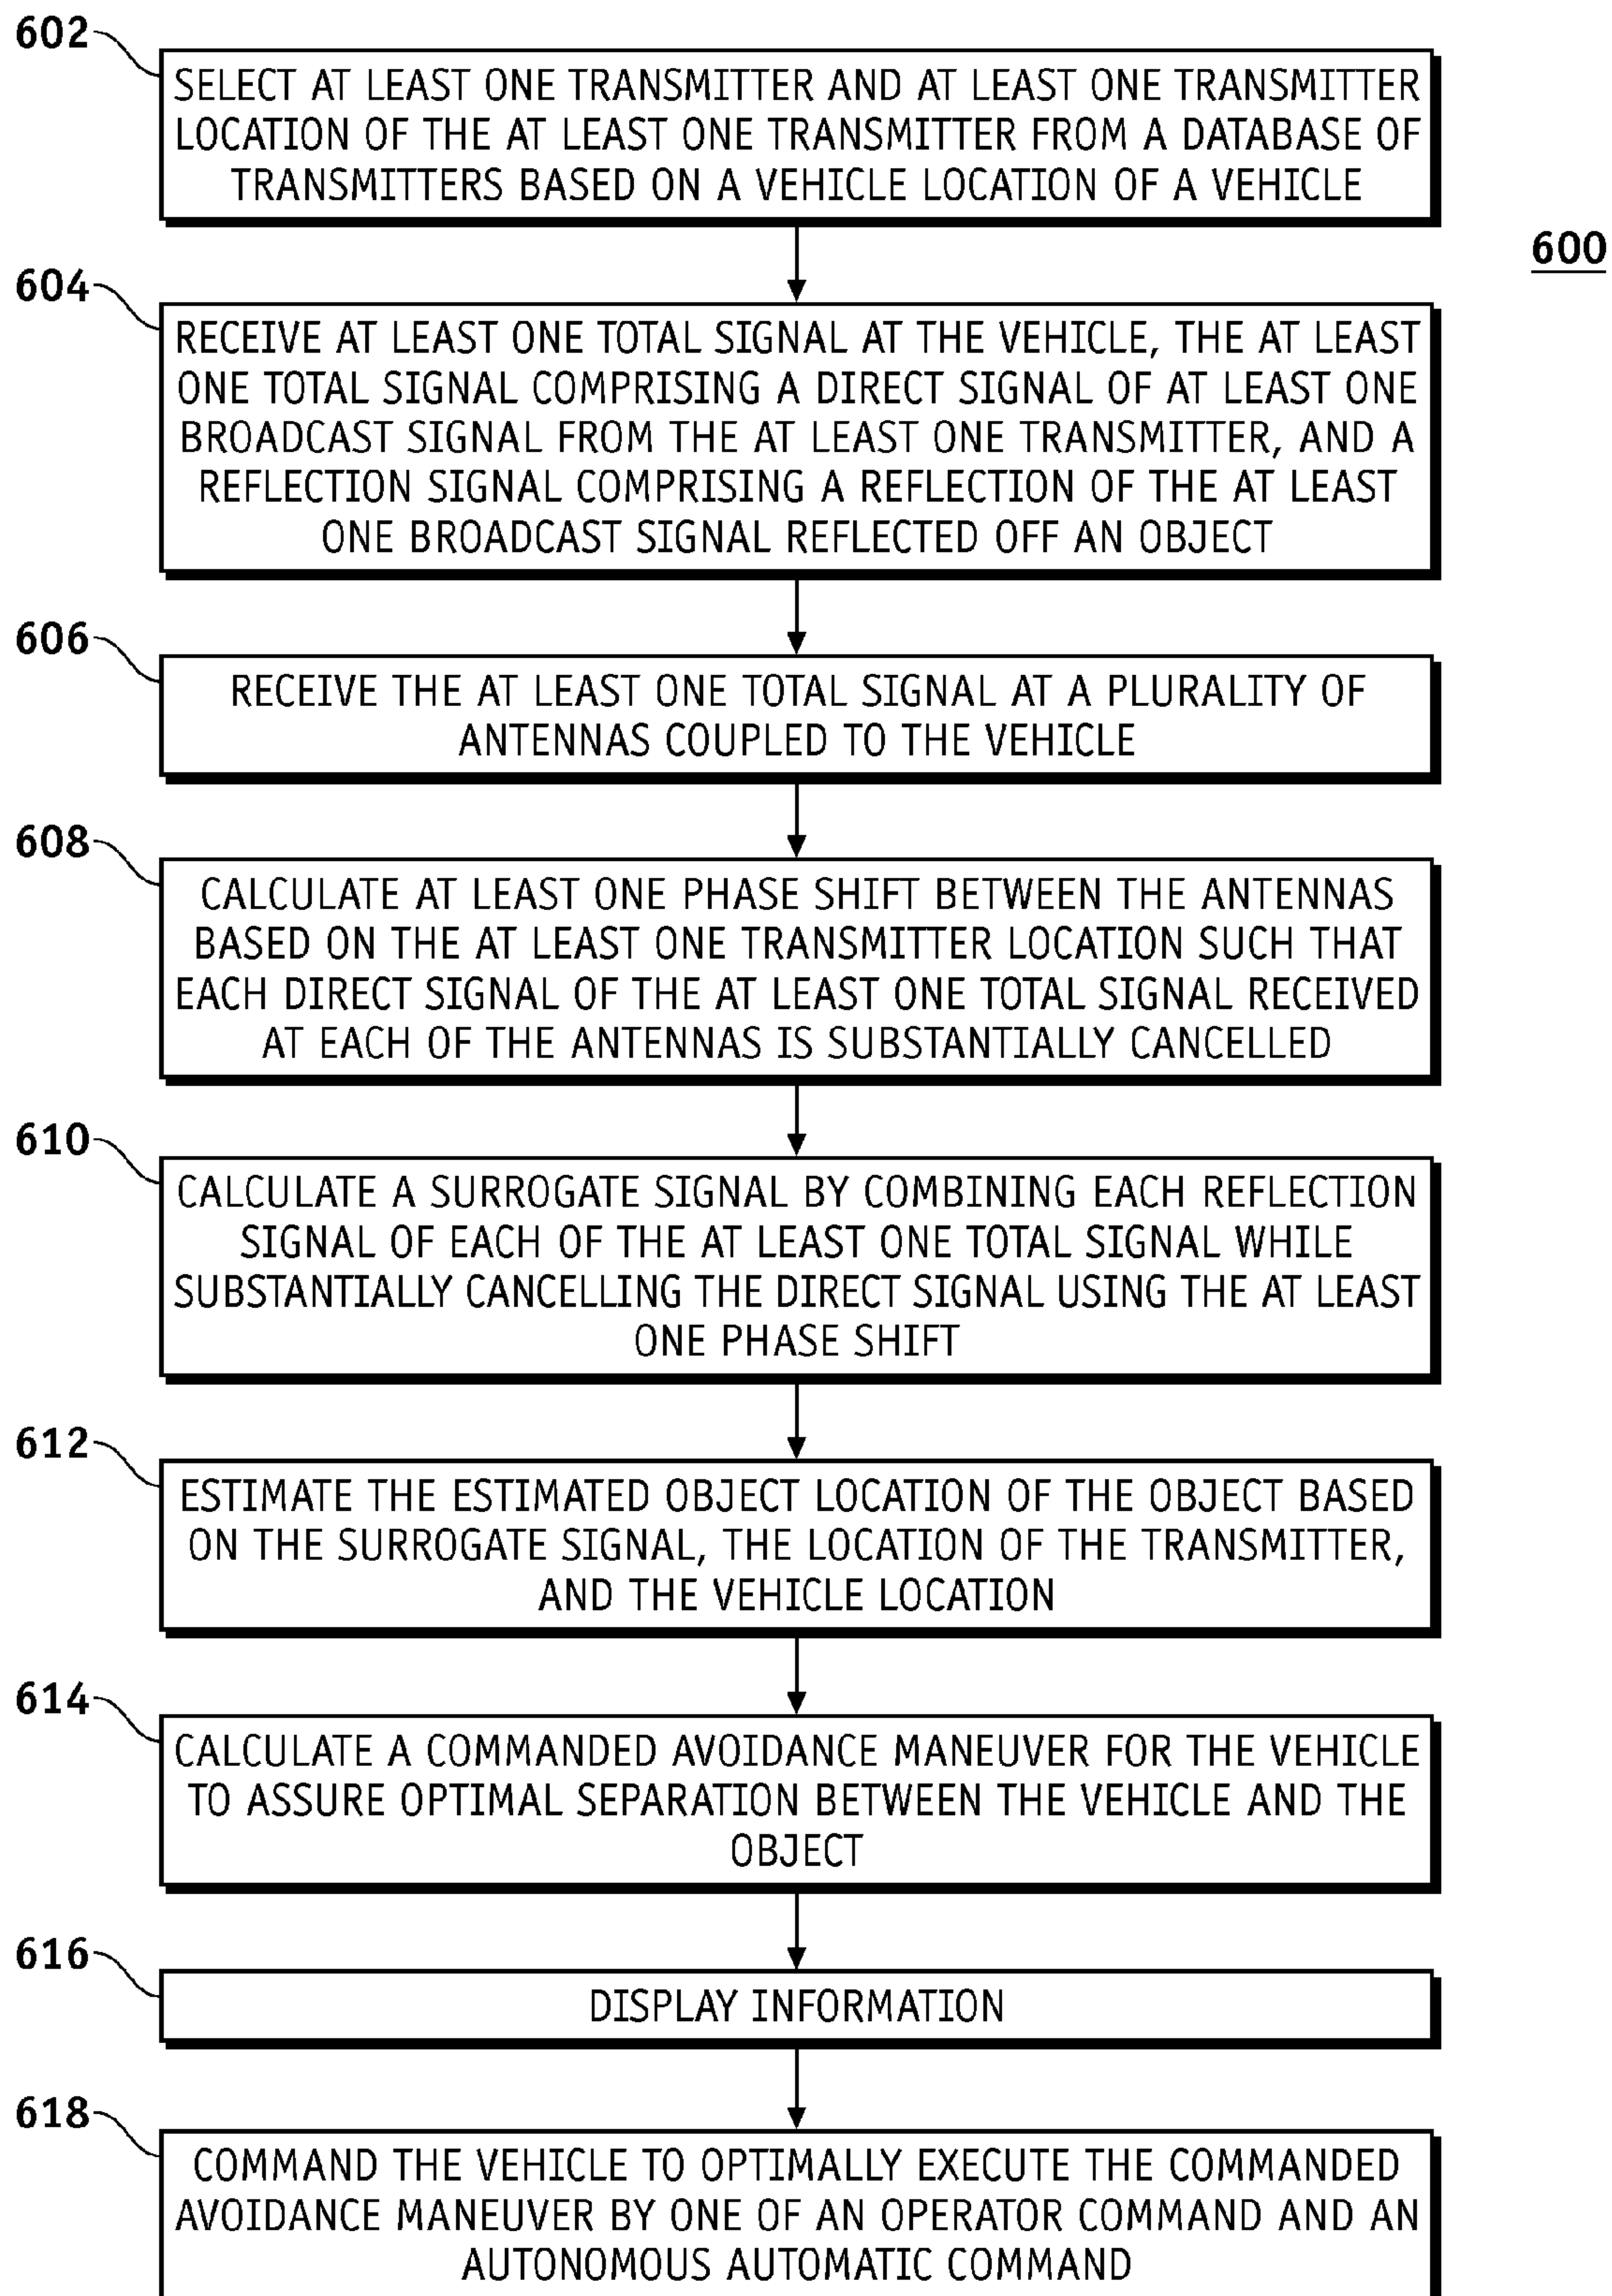 602
SELECT AT LEAST ONE TRANSMITTER AND AT LEAST ONE TRANSMITTER
LOCATION OF THE AT LEAST ONE TRANSMITTER FROM A DATABASE OF
TRANSMITTERS BASED ON A VEHICLE LOCATION OF A VEHICLE
600
604
RECEIVE AT LEAST ONE TOTAL SIGNAL AT THE VEHICLE, THE AT LEAST
ONE TOTAL SIGNAL COMPRISING A DIRECT SIGNAL OF AT LEAST ONE
BROADCAST SIGNAL FROM THE AT LEAST ONE TRANSMITTER, AND A
REFLECTION SIGNAL COMPRISING A REFLECTION OF THE AT LEAST
ONE BROADCAST SIGNAL REFLECTED OFF AN OBJECT
606
RECEIVE THE AT LEAST ONE TOTAL SIGNAL AT A PLURALITY OF
ANTENNAS COUPLED TO THE VEHICLE
608
CALCULATE AT LEAST ONE PHASE SHIFT BETWEEN THE ANTENNAS
BASED ON THE AT LEAST ONE TRANSMITTER LOCATION SUCH THAT
EACH DIRECT SIGNAL OF THE AT LEAST ONE TOTAL SIGNAL RECEIVED
AT EACH OF THE ANTENNAS IS SUBSTANTIALLY CANCELLED
610
CALCULATE A SURROGATE SIGNAL BY COMBINING EACH REFLECTION
SIGNAL OF EACH OF THE AT LEAST ONE TOTAL SIGNAL WHILE
SUBSTANTIALLY CANCELLING THE DIRECT SIGNAL USING THE AT LEAST
ONE PHASE SHIFT
612
ESTIMATE THE ESTIMATED OBJECT LOCATION OF THE OBJECT BASED
ON THE SURROGATE SIGNAL, THE LOCATION OF THE TRANSMITTER,
AND THE VEHICLE LOCATION
614
CALCULATE A COMMANDED AVOIDANCE MANEUVER FOR THE VEHICLE
TO ASSURE OPTIMAL SEPARATION BETWEEN THE VEHICLE AND THE
OBJECT
616
DISPLAY INFORMATION
618
COMMAND THE VEHICLE TO OPTIMALLY EXECUTE THE COMMANDED
AVOIDANCE MANEUVER BY ONE OF AN OPERATOR COMMAND AND AN
AUTONOMOUS AUTOMATIC COMMAND